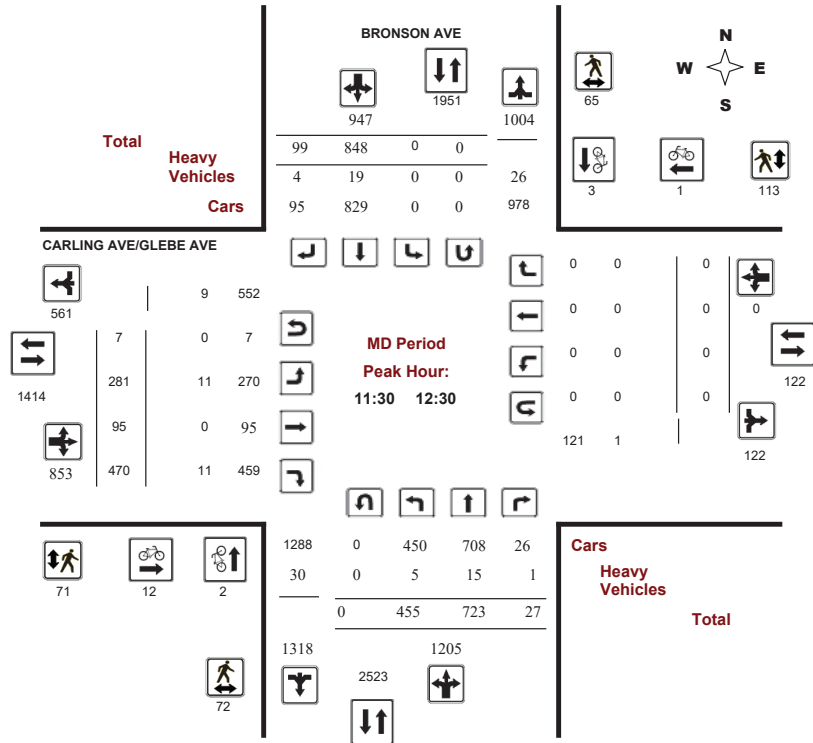 BRONSON AVE
N
W E
S
1951
65
947
1004
Total
99 848 0 0
Heavy
Vehicles
4 19 0 0 26
Cars
95 829 0 0 978
3 1 113
CARLING AVE/GLEBE AVE
561
9 552
0 0 0
0
0 0 0
7 0 7
MD Period
Peak Hour:
11:30 12:30
1414
281 11 270
0 0 0
122
0 0 0
95 0 95
121 1
122
853
470 11 459
1288 0 450 708 26
Cars
30 0 5 15 1
Heavy
Vehicles
0 455 723 27
Total
71 12 2
1318
1205
2523
72